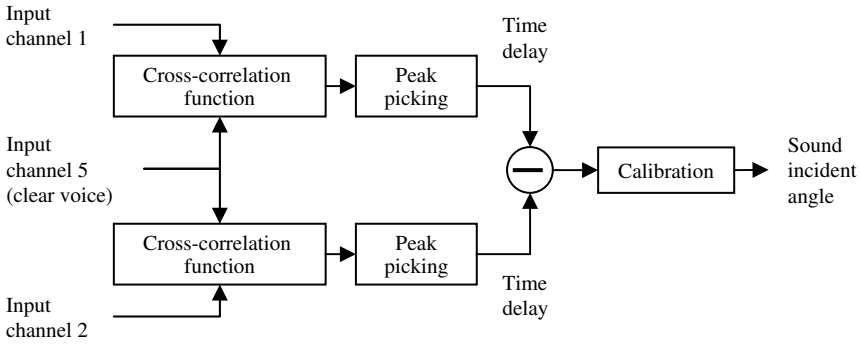 Input
channel 1
Time
delay
Cross-correlation
function
Peak
picking
Input
channel 5
(clear voice)
Calibration
Sound
incident
angle
Cross-correlation
function
Peak
picking
Time
delay
Input
channel 2